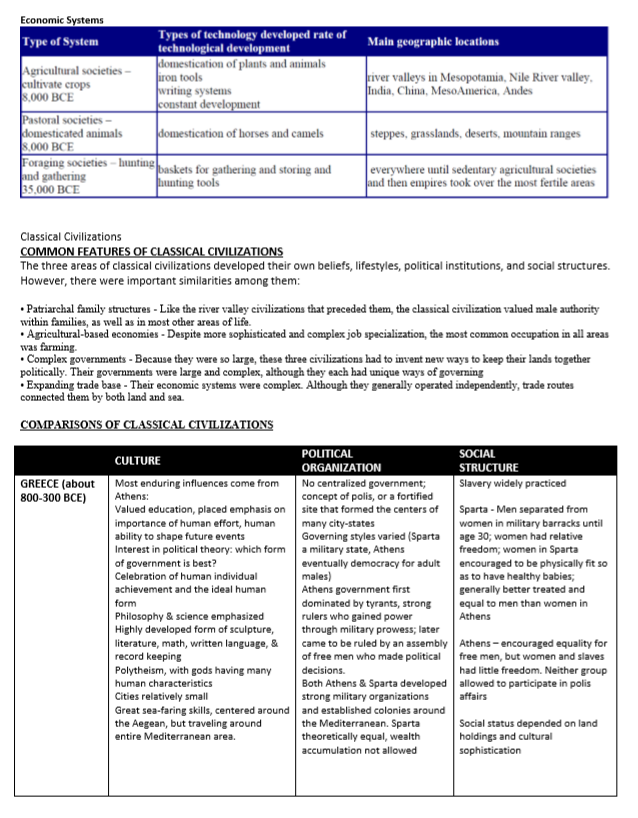 Economic Systems
Type of System
Types of technology developed rate of
technological development
Main geographic locations
Agricultural societies –
cultivate crops
8,000 BCE
domestication of plants and animals
iron tools
writing systems
constant development
river valleys in Mesopotamia, Nile River valley,
India, China, MesoAmerica, Andes
Pastoral societies –
domesticated animals
8,000 BCE
domestication of horses and camels
steppes, grasslands, deserts, mountain ranges
Foraging societies – hunting
and gathering
35,000 BCE
baskets for gathering and storing and
hunting tools
everywhere until sedentary agricultural societies
and then empires took over the most fertile areas
Classical Civilizations
COMMON FEATURES OF CLASSICAL CIVILIZATIONS
The three areas of classical civilizations developed their own beliefs, lifestyles, political institutions, and social structures.
However, there were important similarities among them:
• Patriarchal family structures - Like the river valley civilizations that preceded them, the classical civilization valued male authority
within families, as well as in most other areas of life.
• Agricultural-based economies - Despite more sophisticated and complex job specialization, the most common occupation in all areas
was farming.
• Complex governments - Because they were so large, these three civilizations had to invent new ways to keep their lands together
politically. Their governments were large and complex, although they each had unique ways of governing
• Expanding trade base - Their economic systems were complex. Although they generally operated independently, trade routes
connected them by both land and sea.
COMPARISONS OF CLASSICAL CIVILIZATIONS
CULTURE
POLITICAL
ORGANIZATION
SOCIAL
STRUCTURE
GREECE (about
800-300 BCE)
Most enduring influences come from
Athens:
Valued education, placed emphasis on
importance of human effort, human
ability to shape future events
Interest in political theory: which form
of government is best?
Celebration of human individual
achievement and the ideal human
form
Philosophy & science emphasized
Highly developed form of sculpture,
literature, math, written language, &
record keeping
Polytheism, with gods having many
human characteristics
Cities relatively small
Great sea-faring skills, centered around
the Aegean, but traveling around
entire Mediterranean area.
No centralized government;
concept of polis, or a fortified
site that formed the centers of
many city-states
Governing styles varied (Sparta
a military state, Athens
eventually democracy for adult
males)
Athens government first
dominated by tyrants, strong
rulers who gained power
through military prowess; later
came to be ruled by an assembly
of free men who made political
decisions.
Both Athens & Sparta developed
strong military organizations
and established colonies around
the Mediterranean. Sparta
theoretically equal, wealth
accumulation not allowed
Slavery widely practiced
Sparta - Men separated from
women in military barracks until
age 30; women had relative
freedom; women in Sparta
encouraged to be physically fit so
as to have healthy babies;
generally better treated and
equal to men than women in
Athens
Athens – encouraged equality for
free men, but women and slaves
had little freedom. Neither group
allowed to participate in polis
affairs
Social status depended on land
holdings and cultural
sophistication